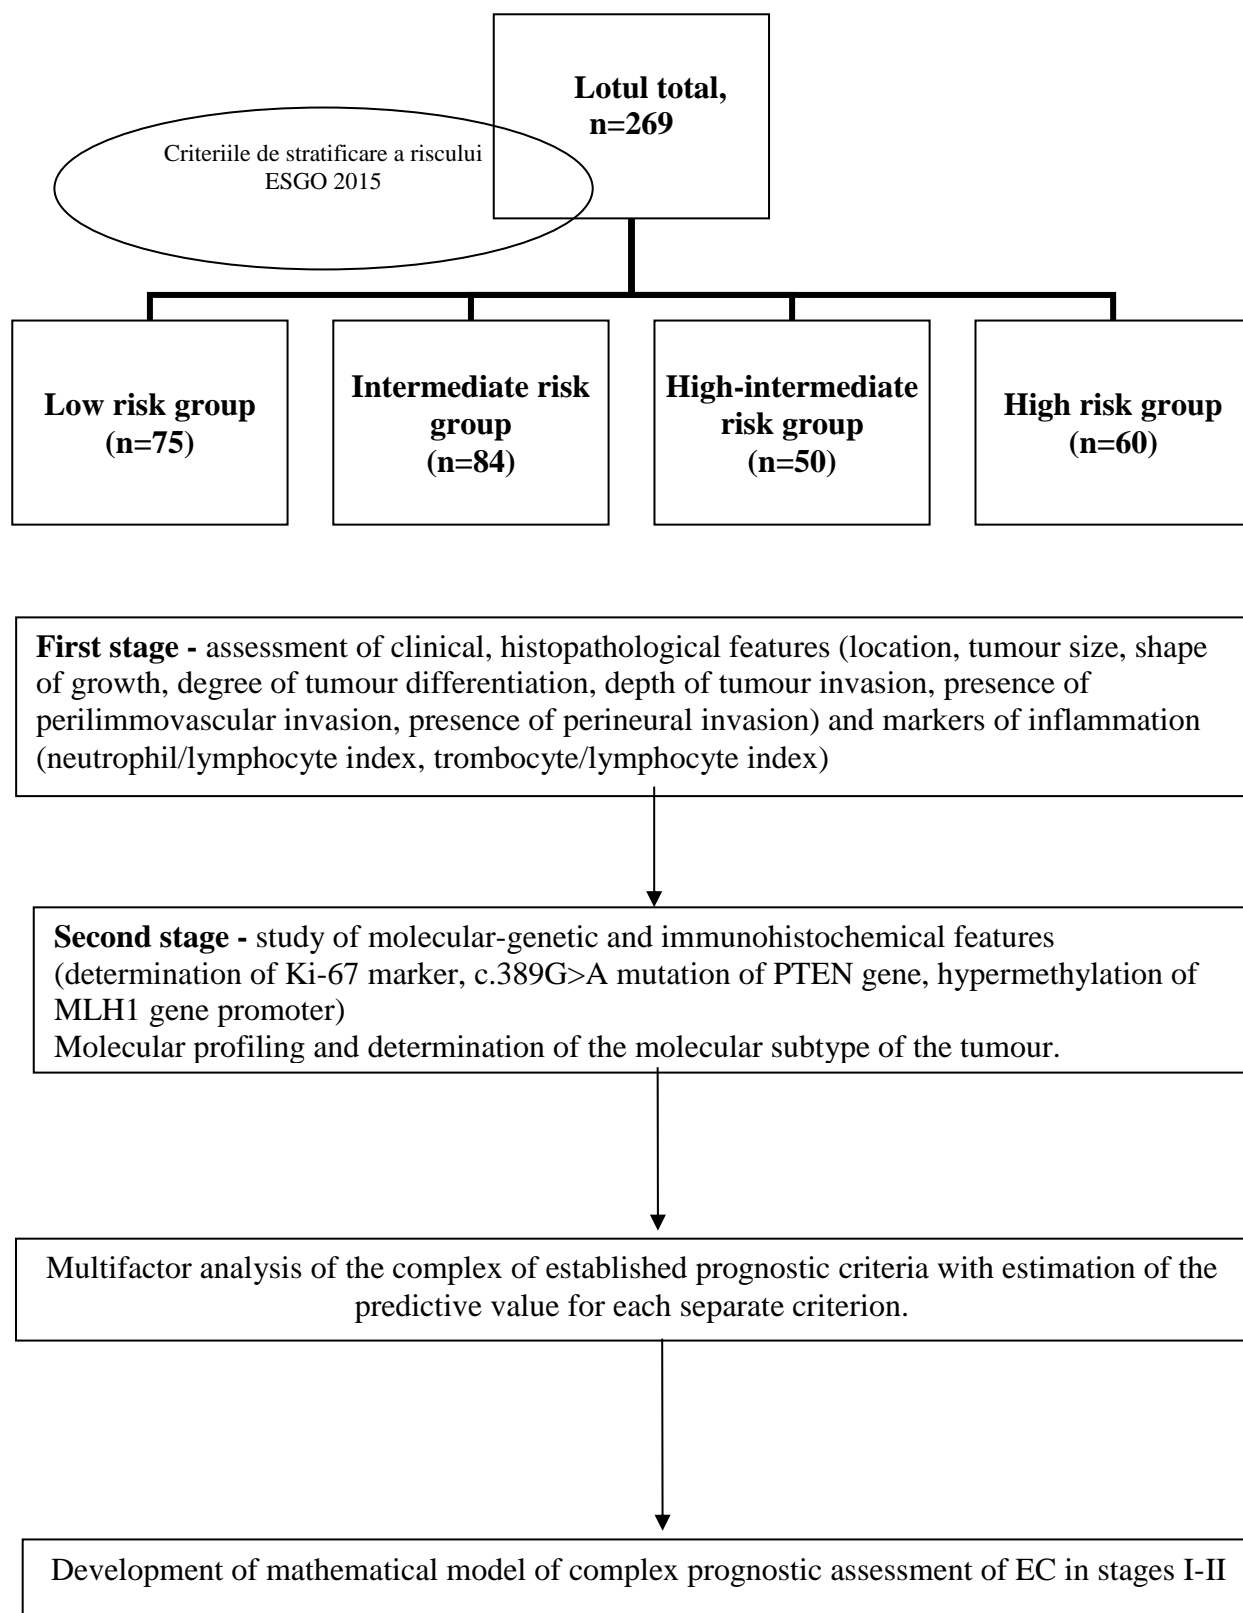 Lotul total,
n=269
Criteriile de stratificare a riscului
ESGO 2015
Low risk group
(n=75)
Intermediate risk
group
(n=84)
High-intermediate
risk group
(n=50)
High risk group
(n=60)
First stage - assessment of clinical, histopathological features (location, tumour size, shape
of growth, degree of tumour differentiation, depth of tumour invasion, presence of
perilimmovascular invasion, presence of perineural invasion) and markers of inflammation
(neutrophil/lymphocyte index, trombocyte/lymphocyte index)
Second stage - study of molecular-genetic and immunohistochemical features
(determination of Ki-67 marker, c.389G>A mutation of PTEN gene, hypermethylation of
MLH1 gene promoter)
Molecular profiling and determination of the molecular subtype of the tumour.
Multifactor analysis of the complex of established prognostic criteria with estimation of the
predictive value for each separate criterion.
Development of mathematical model of complex prognostic assessment of EC in stages I-II